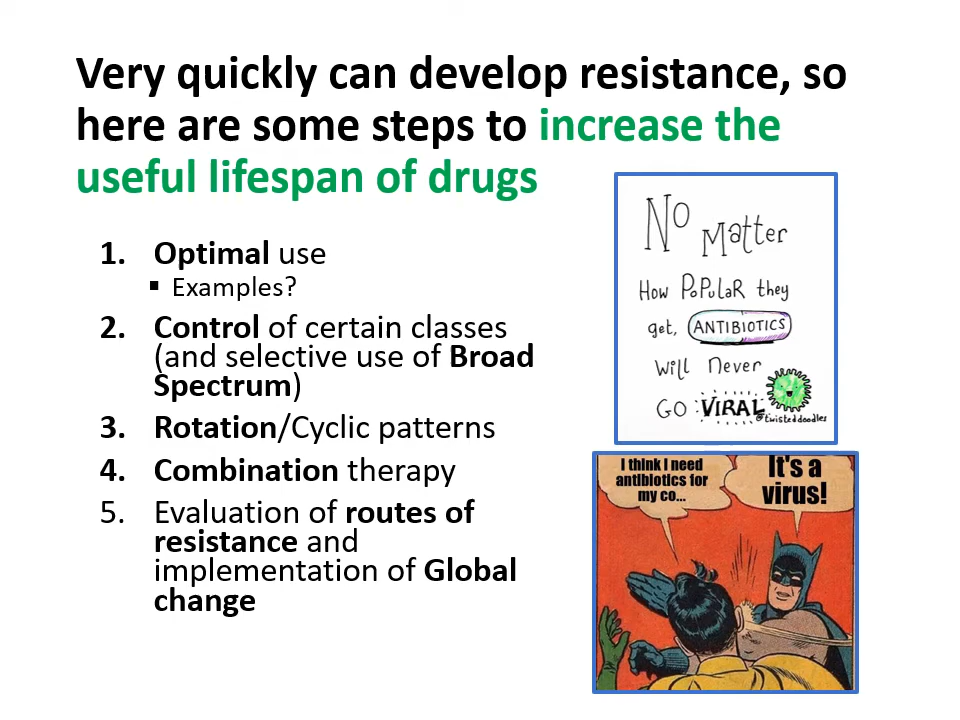 Very quickly can develop resistance, so
here are some steps to increase the
useful lifespan of drugs
1. Optimal use
▪ Examples?
2. Control of certain classes
(and selective use of Broad
Spectrum)
3. Rotation/Cyclic patterns
4. Combination therapy
5. Evaluation of routes of
resistance and
implementation of Global
change
No
Matter
How PoPuLaR they
get, ANTIBIOTICS
Will Never
GO VIRAL
@twisteddoodles
I think I need
antibiotics for
my co...
It's a
virus!